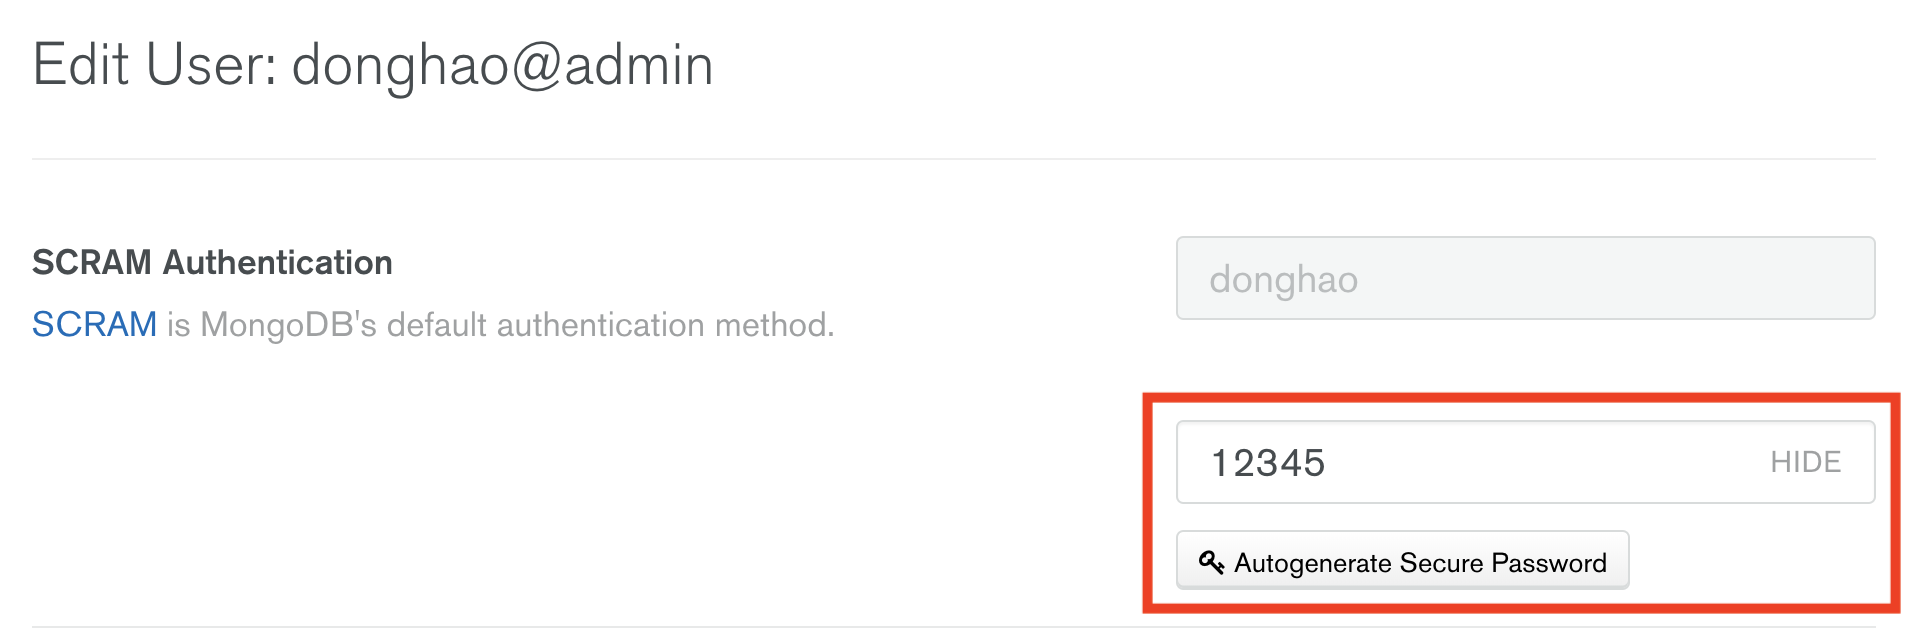 Edit User: donghao@admin
SCRAM Authentication
donghao
SCRAM is MongoDB's default authentication method.
12345 HIDE
Autogenerate Secure Password